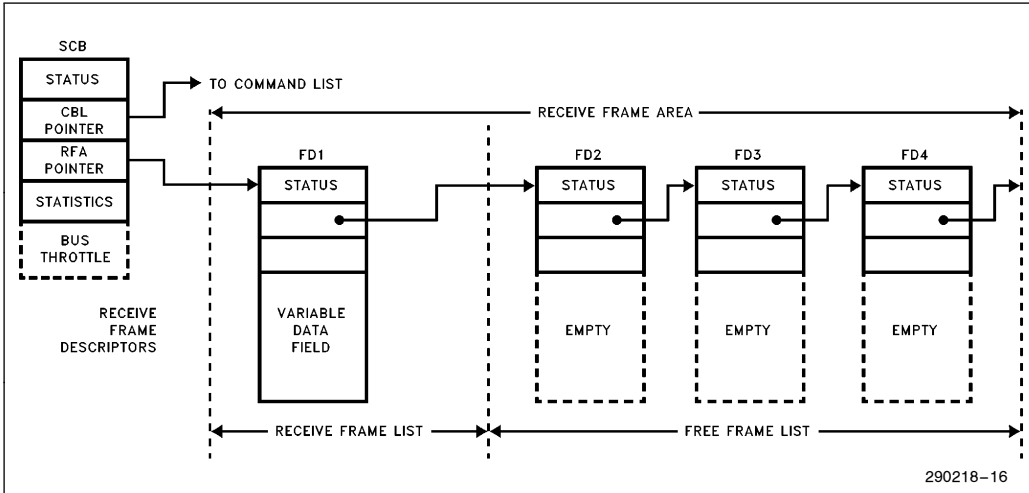 SCB
STATUS
CBL
POINTER
RFA
POINTER
STATISTICS
BUS
THROTTLE
TO COMMAND LIST
RECEIVE FRAME AREA
RECEIVE
FRAME
DESCRIPTORS
FD1
STATUS
VARIABLE
DATA
FIELD
FD2
STATUS
EMPTY
FD3
STATUS
EMPTY
FD4
STATUS
EMPTY
RECEIVE FRAME LIST
FREE FRAME LIST
290218–16